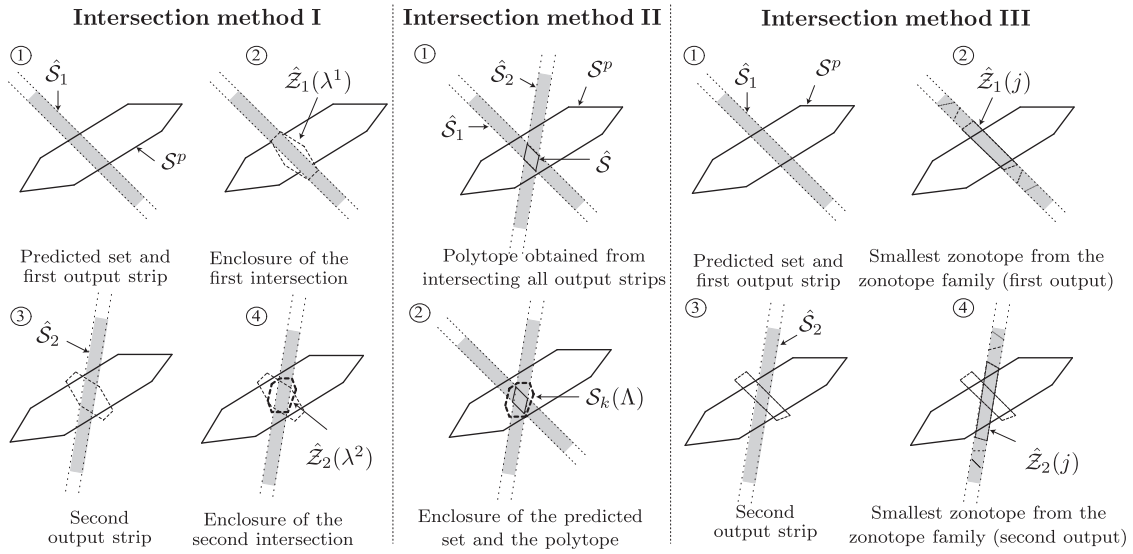 Intersection method I
① Ŝ₁
Sᵖ
Predicted set and
first output strip
② Ẑ₁(λ¹)
Enclosure of the
first intersection
③ Ŝ₂
Second
output strip
④
Ẑ₂(λ²)
Enclosure of the
second intersection
Intersection method II
① Ŝ₂ Sᵖ
Ŝ₁
Ŝ
Polytope obtained from
intersecting all output strips
②
Sₖ(Λ)
Enclosure of the predicted
set and the polytope
Intersection method III
① Ŝ₁ Sᵖ
Predicted set and
first output strip
② Ẑ₁(j)
Smallest zonotope from the
zonotope family (first output)
③ Ŝ₂
Second
output strip
④
Ẑ₂(j)
Smallest zonotope from the
zonotope family (second output)